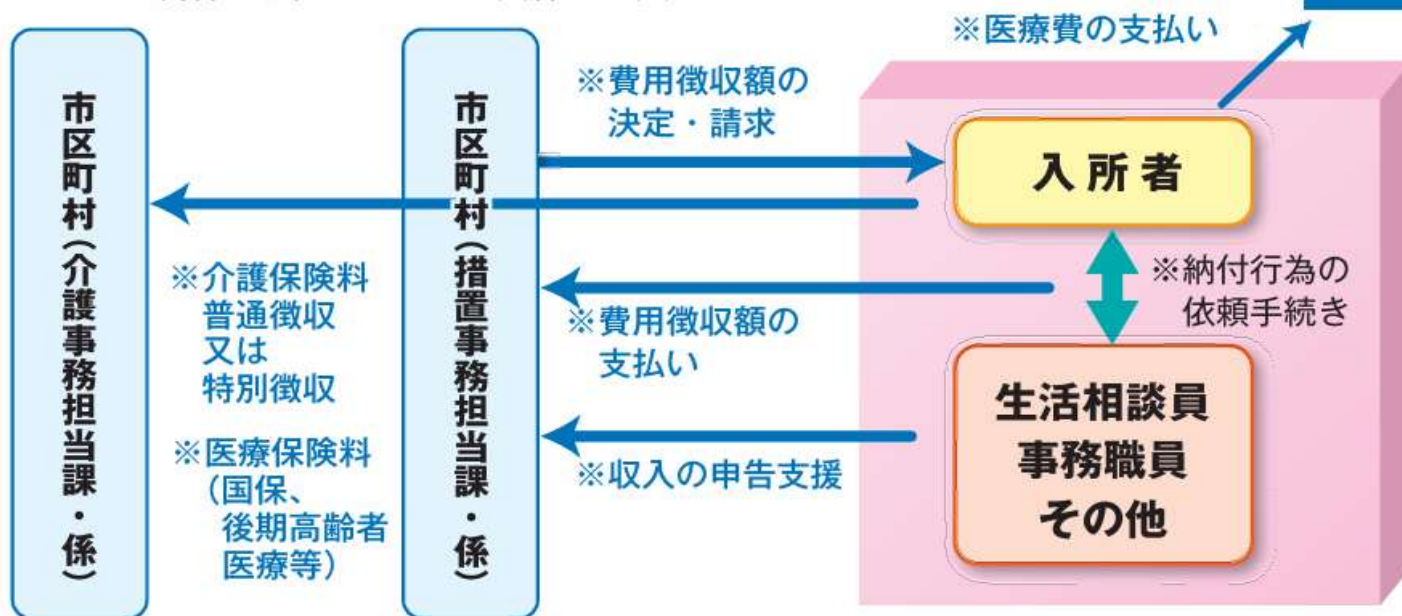 市区町村（介護事務担当課・係）
市区町村（措置事務担当課・係）
※医療費の支払い
※費用徴収額の
決定・請求
入所者
※介護保険料
普通徴収
又は
特別徴収
※費用徴収額の
支払い
※納付行為の
依頼手続き
※医療保険料
（国保、
後期高齢者
医療等）
※収入の申告支援
生活相談員
事務職員
その他